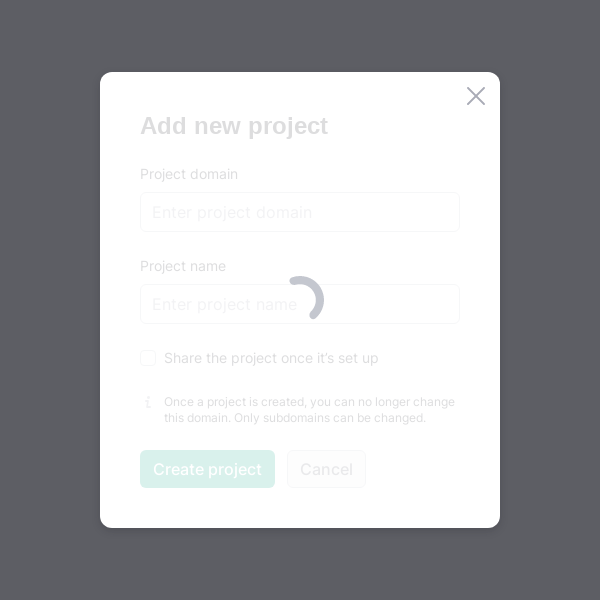 Add new project
Project domain
Enter project domain
Project name
Enter project name
Share the project once it's set up
Once a project is created, you can no longer change
this domain. Only subdomains can be changed.
Create project
Cancel